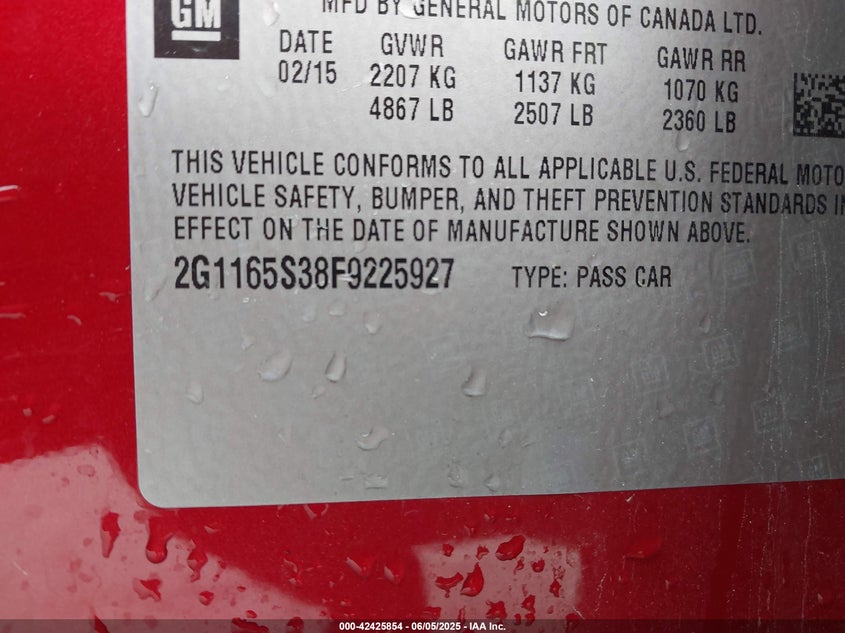 GM
MFD BY GENERAL MOTORS OF CANADA LTD.
DATE GVWR GAWR FRT GAWR RR
02/15 2207 KG 1137 KG 1070 KG
4867 LB 2507 LB 2360 LB
THIS VEHICLE CONFORMS TO ALL APPLICABLE U.S. FEDERAL MOTO
VEHICLE SAFETY, BUMPER, AND THEFT PREVENTION STANDARDS IN
EFFECT ON THE DATE OF MANUFACTURE SHOWN ABOVE.
2G1165S38F9225927 TYPE: PASS CAR
000-42425854 - 06/05/2025 - IAA Inc.